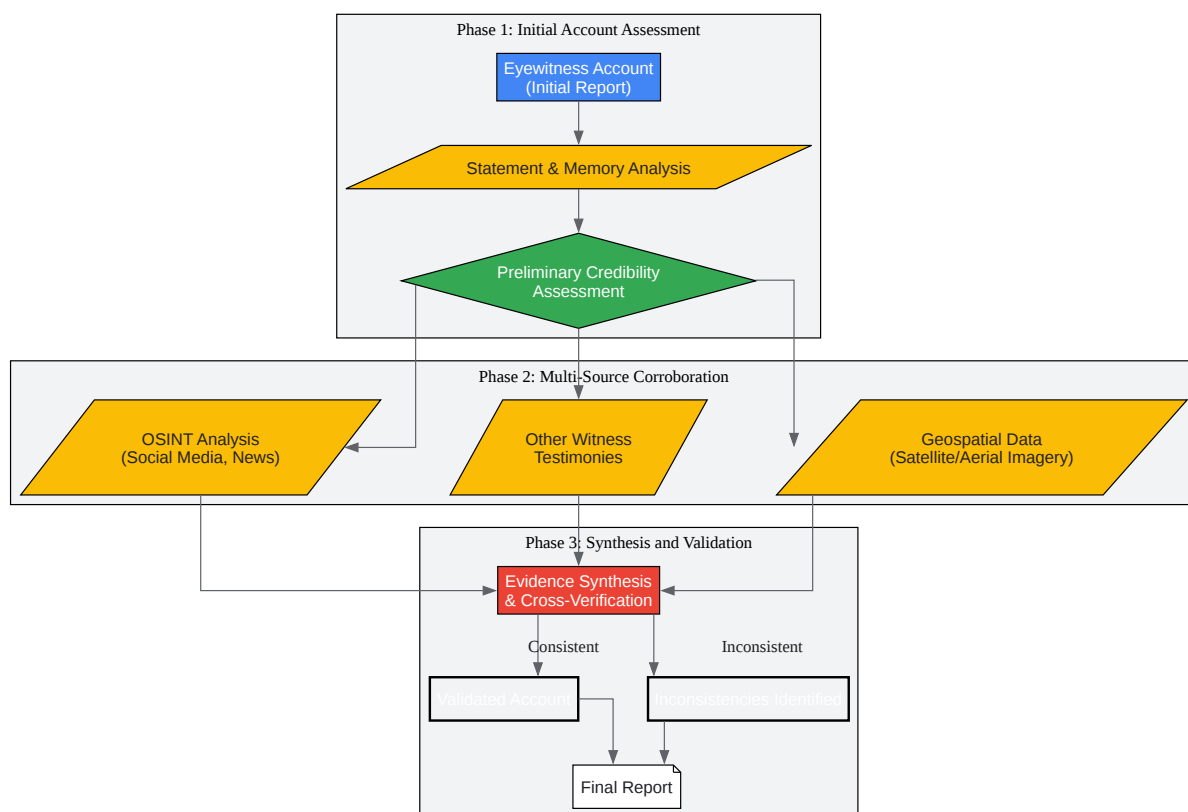 Phase 1: Initial Account Assessment
Eyewitness Account
(Initial Report)
Statement & Memory Analysis
Preliminary Credibility
Assessment
Phase 2: Multi-Source Corroboration
OSINT Analysis
(Social Media, News)
Other Witness
Testimonies
Geospatial Data
(Satellite/Aerial Imagery)
Phase 3: Synthesis and Validation
Evidence Synthesis
& Cross-Verification
Consistent
Inconsistent
Validated Account
Inconsistencies Identified
Final Report